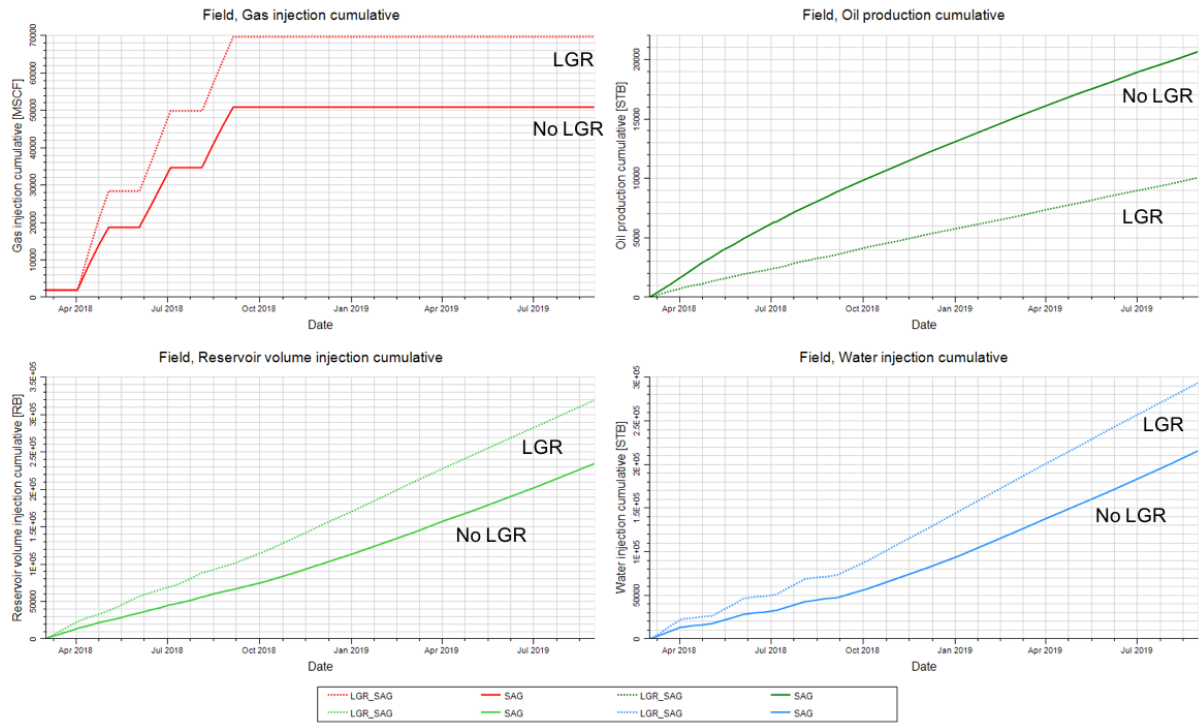 Field, Gas injection cumulative
Gas injection cumulative [MSCF]
70000
60000
50000
40000
30000
20000
10000
0
LGR
No LGR
Apr 2018 Jul 2018 Oct 2018 Jan 2019 Apr 2019 Jul 2019
Date
Field, Oil production cumulative
Oil production cumulative [STB]
20000
15000
10000
5000
0
No LGR
LGR
Apr 2018 Jul 2018 Oct 2018 Jan 2019 Apr 2019 Jul 2019
Date
Field, Reservoir volume injection cumulative
Reservoir volume injection cumulative [RB]
3.5E+05
3E+05
2.5E+05
2E+05
1.5E+05
1E+05
50000
0
LGR
No LGR
Apr 2018 Jul 2018 Oct 2018 Jan 2019 Apr 2019 Jul 2019
Date
Field, Water injection cumulative
Water injection cumulative [STB]
3E+05
2.5E+05
2E+05
1.5E+05
1E+05
50000
0
LGR
No LGR
Apr 2018 Jul 2018 Oct 2018 Jan 2019 Apr 2019 Jul 2019
Date
LGR_SAG SAG LGR_SAG SAG
LGR_SAG SAG LGR_SAG SAG